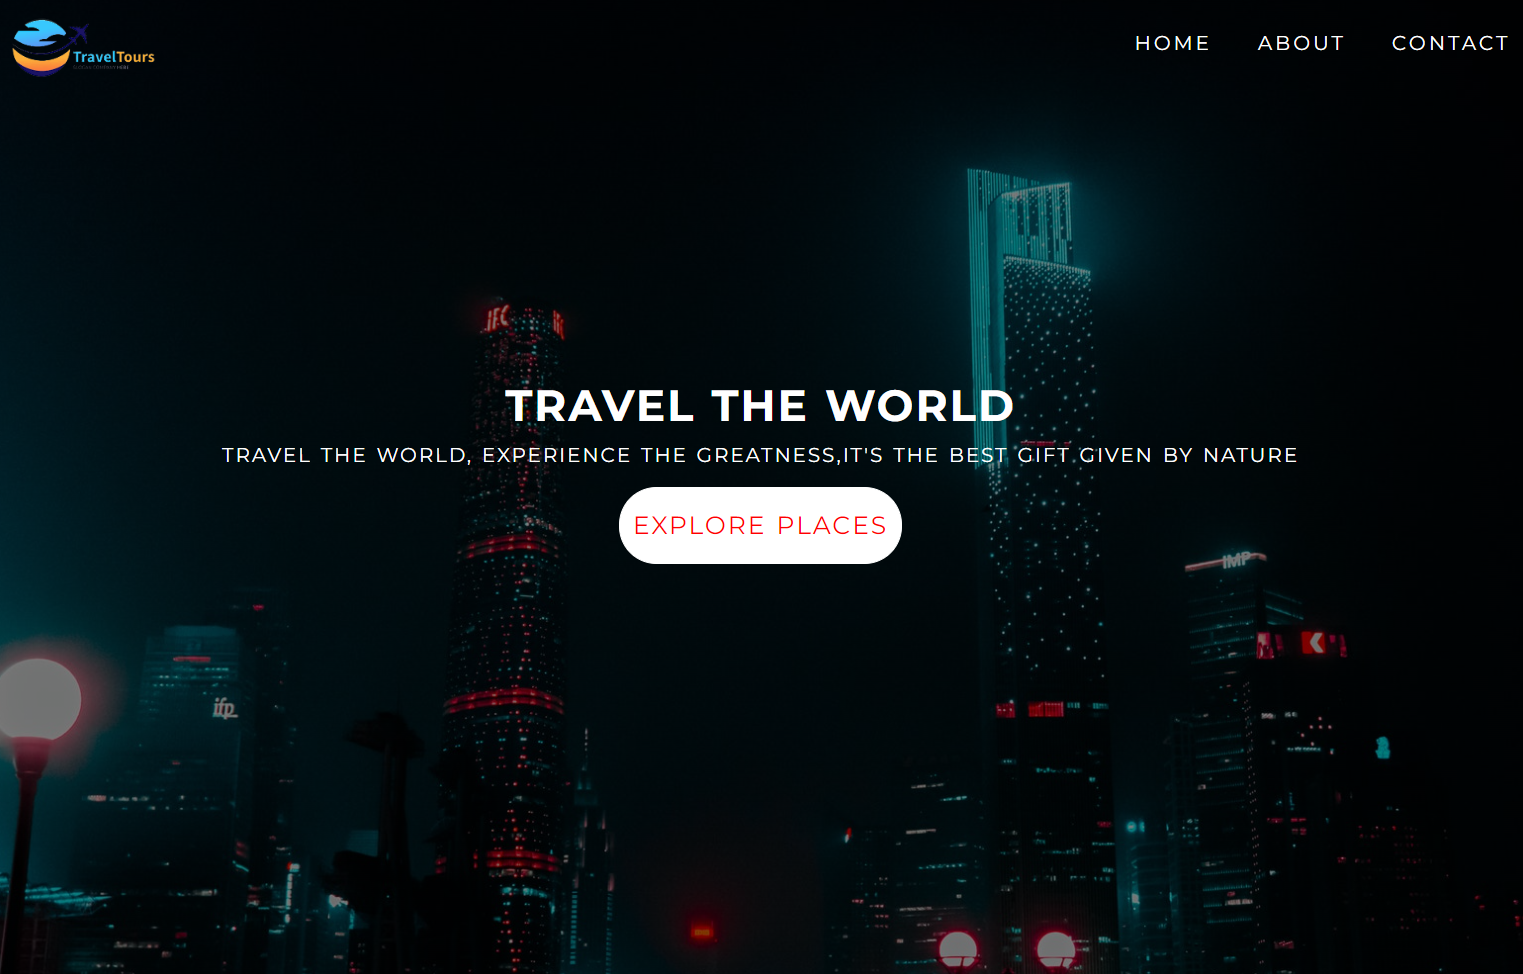 TravelTours
HOME ABOUT CONTACT
IFC
TRAVEL THE WORLD
TRAVEL THE WORLD, EXPERIENCE THE GREATNESS,IT'S THE BEST GIFT GIVEN BY NATURE
EXPLORE PLACES
IMP
ifp